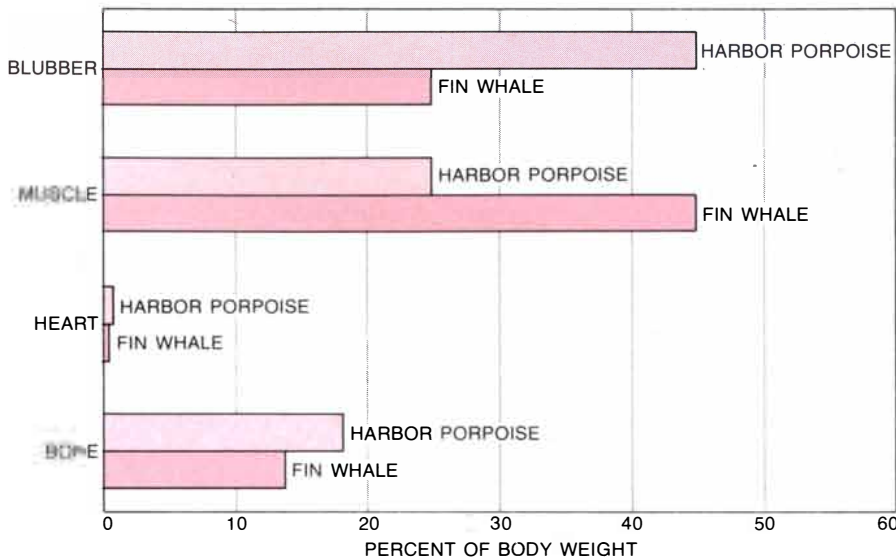 BLUBBER
HARBOR PORPOISE
FIN WHALE
MUSCLE
HARBOR PORPOISE
FIN WHALE
HEART
HARBOR PORPOISE
FIN WHALE
HARBOR PORPOISE
FIN WHALE
0 10 20 30 40 50 60
PERCENT OF BODY WEIGHT